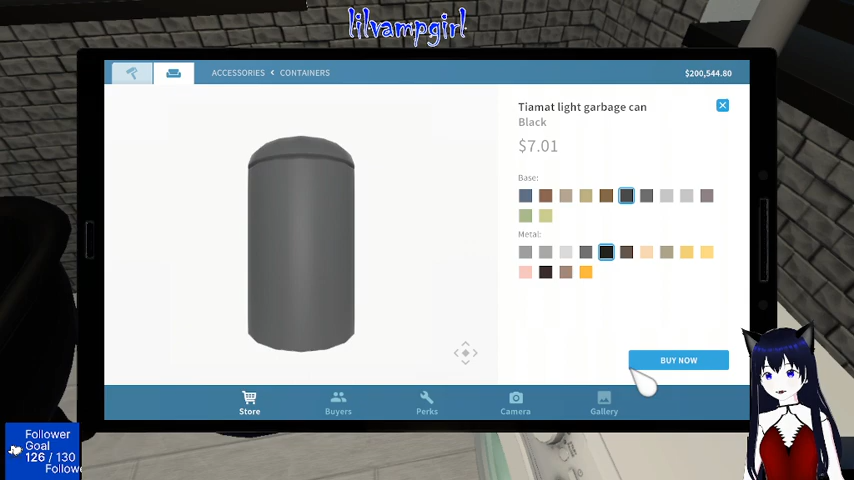 lilvampgirl
ACCESSORIES < CONTAINERS
$200,544.80
Tiamat light garbage can
Black
$7.01
Base:
Metal:
BUY NOW
Store
Buyers
Perks
Camera
Gallery
Follower
Goal
126 / 130
Followe